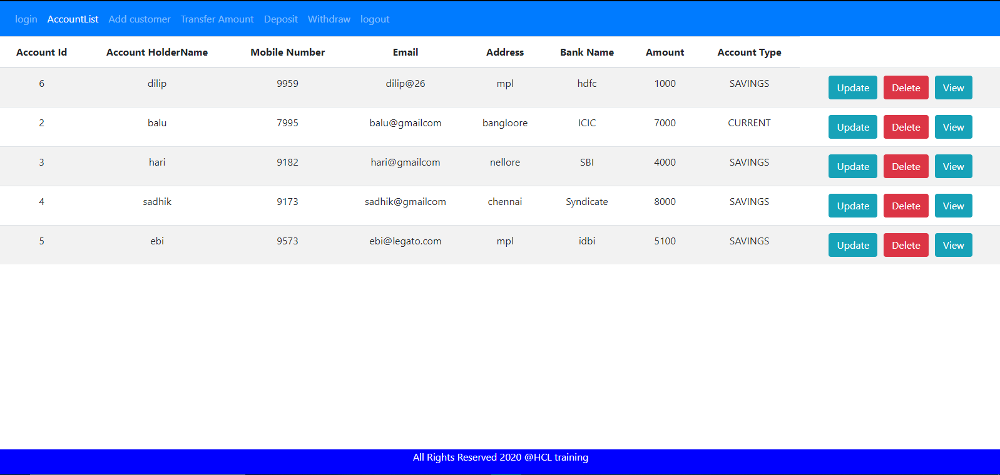 login AccountList Add customer Transfer Amount Deposit Withdraw logout
Account Id Account HolderName Mobile Number Email Address Bank Name Amount Account Type
6 dilip 9959 dilip@26 mpl hdfc 1000 SAVINGS Update Delete View
2 balu 7995 balu@gmailcom bangloore ICIC 7000 CURRENT Update Delete View
3 hari 9182 hari@gmailcom nellore SBI 4000 SAVINGS Update Delete View
4 sadhik 9173 sadhik@gmailcom chennai Syndicate 8000 SAVINGS Update Delete View
5 ebi 9573 ebi@legato.com mpl idbi 5100 SAVINGS Update Delete View
All Rights Reserved 2020 @HCL training